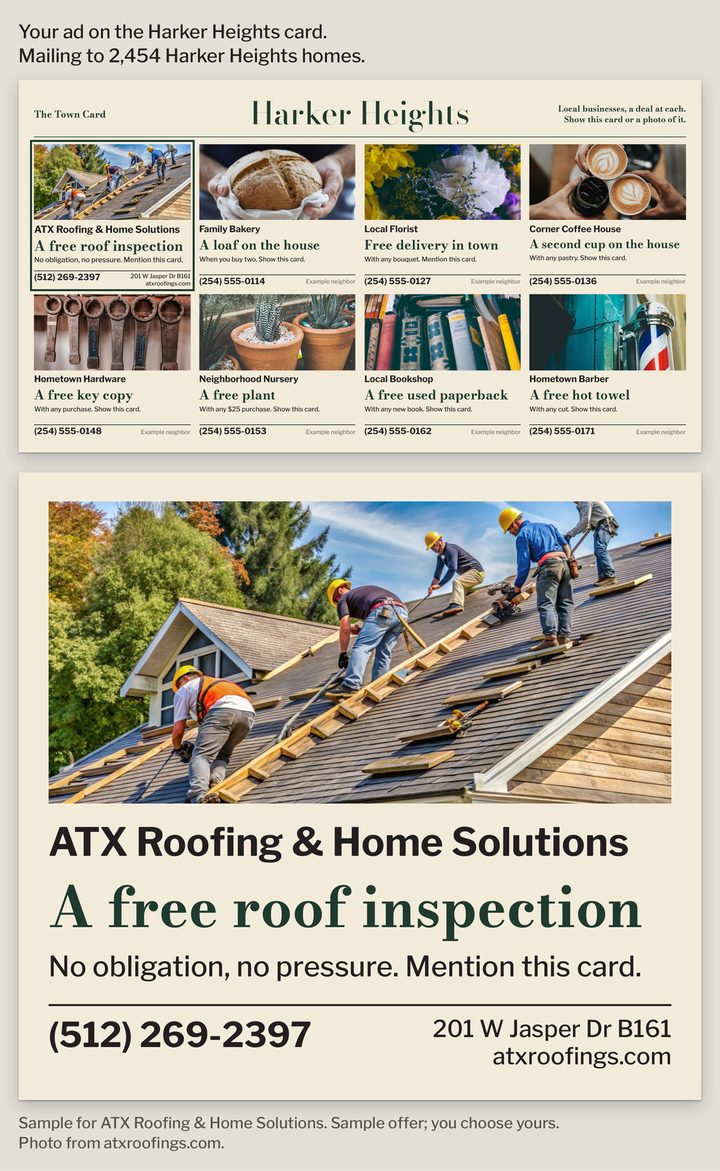 Your ad on the Harker Heights card.
Mailing to 2,454 Harker Heights homes.
The Town Card
Harker Heights
Local businesses, a deal at each.
Show this card or a photo of it.
ATX Roofing & Home Solutions
A free roof inspection
No obligation, no pressure. Mention this card.
(512) 269-2397
201 W Jasper Dr B161
atxroofings.com
Family Bakery
A loaf on the house
When you buy two. Show this card.
(254) 555-0114
Example neighbor
Local Florist
Free delivery in town
With any bouquet. Mention this card.
(254) 555-0127
Example neighbor
Corner Coffee House
A second cup on the house
With any pastry. Show this card.
(254) 555-0136
Example neighbor
Hometown Hardware
A free key copy
With any purchase. Show this card.
(254) 555-0148
Example neighbor
Neighborhood Nursery
A free plant
With any $25 purchase. Show this card.
(254) 555-0153
Example neighbor
Local Bookshop
A free used paperback
With any new book. Show this card.
(254) 555-0162
Example neighbor
Hometown Barber
A free hot towel
With any cut. Show this card.
(254) 555-0171
Example neighbor
ATX Roofing & Home Solutions
A free roof inspection
No obligation, no pressure. Mention this card.
(512) 269-2397
201 W Jasper Dr B161
atxroofings.com
Sample for ATX Roofing & Home Solutions. Sample offer; you choose yours.
Photo from atxroofings.com.